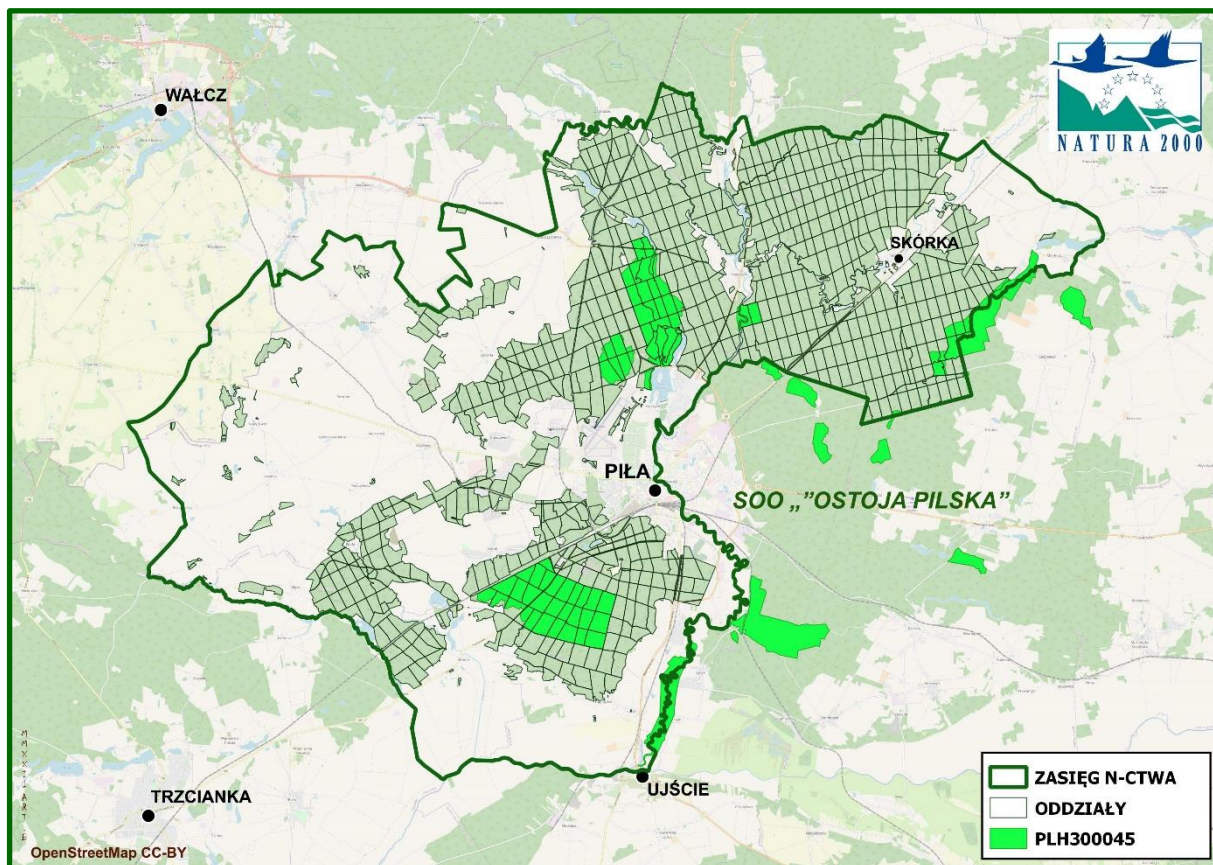 WAŁCZ
NATURA 2000
SKÓRKA
PIŁA
SOO „"OSTOJA PILSKA"
UJŚCIE
TRZCIANKA
ZASIĘG N-CTWA
ODDZIAŁY
PLH300045
OpenStreetMap CC-BY